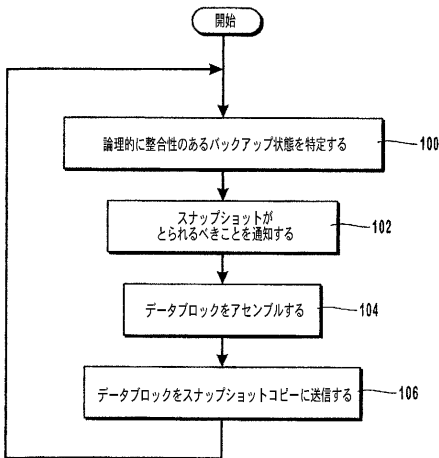 開始
論理的に整合性のあるバックアップ状態を特定する
100
スナップショットが
とられるべきことを通知する
102
データブロックをアセンブルする
104
データブロックをスナップショットコピーに送信する
106